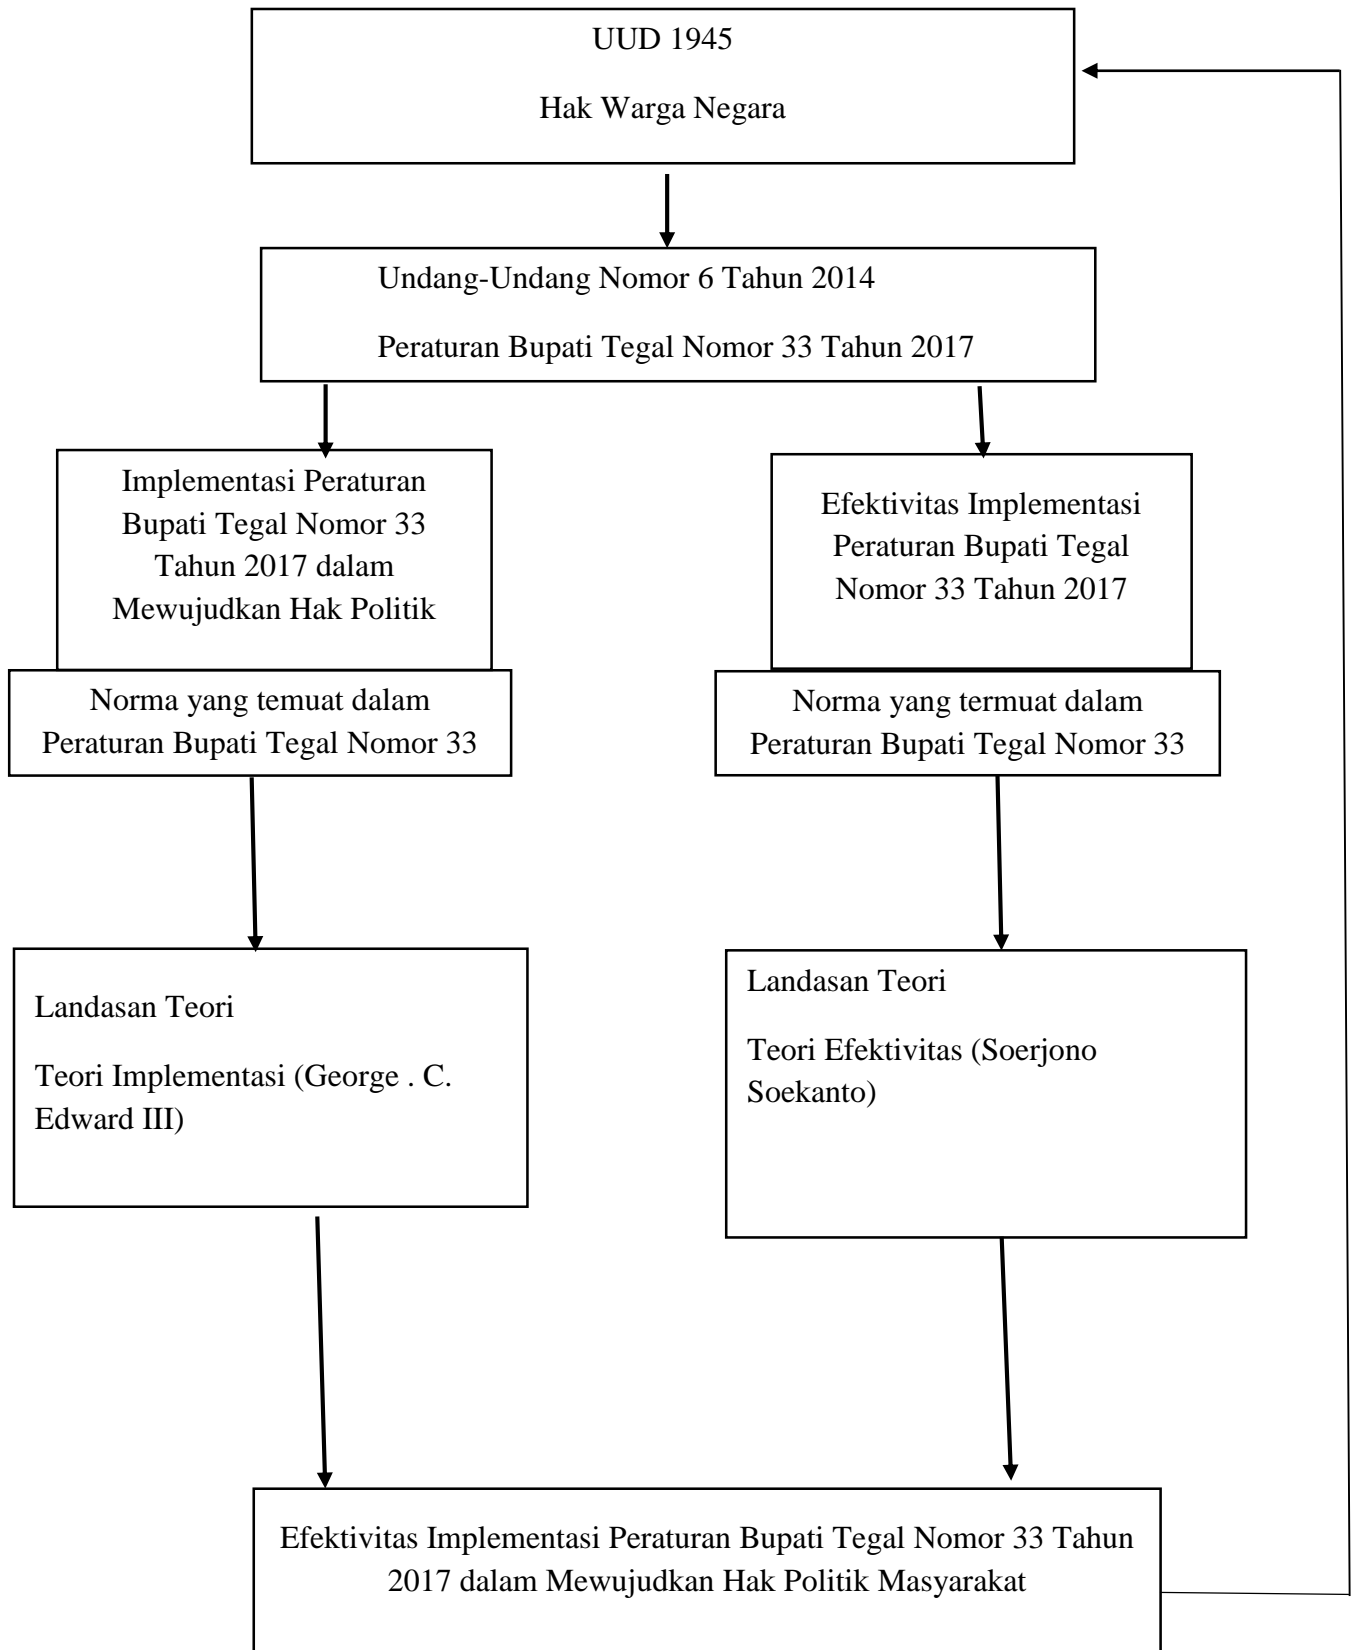 UUD 1945
Hak Warga Negara
Undang-Undang Nomor 6 Tahun 2014
Peraturan Bupati Tegal Nomor 33 Tahun 2017
Implementasi Peraturan
Bupati Tegal Nomor 33
Tahun 2017 dalam
Mewujudkan Hak Politik
Norma yang temuat dalam
Peraturan Bupati Tegal Nomor 33
Efektivitas Implementasi
Peraturan Bupati Tegal
Nomor 33 Tahun 2017
Norma yang termuat dalam
Peraturan Bupati Tegal Nomor 33
Landasan Teori
Teori Implementasi (George . C.
Edward III)
Landasan Teori
Teori Efektivitas (Soerjono
Soekanto)
Efektivitas Implementasi Peraturan Bupati Tegal Nomor 33 Tahun
2017 dalam Mewujudkan Hak Politik Masyarakat